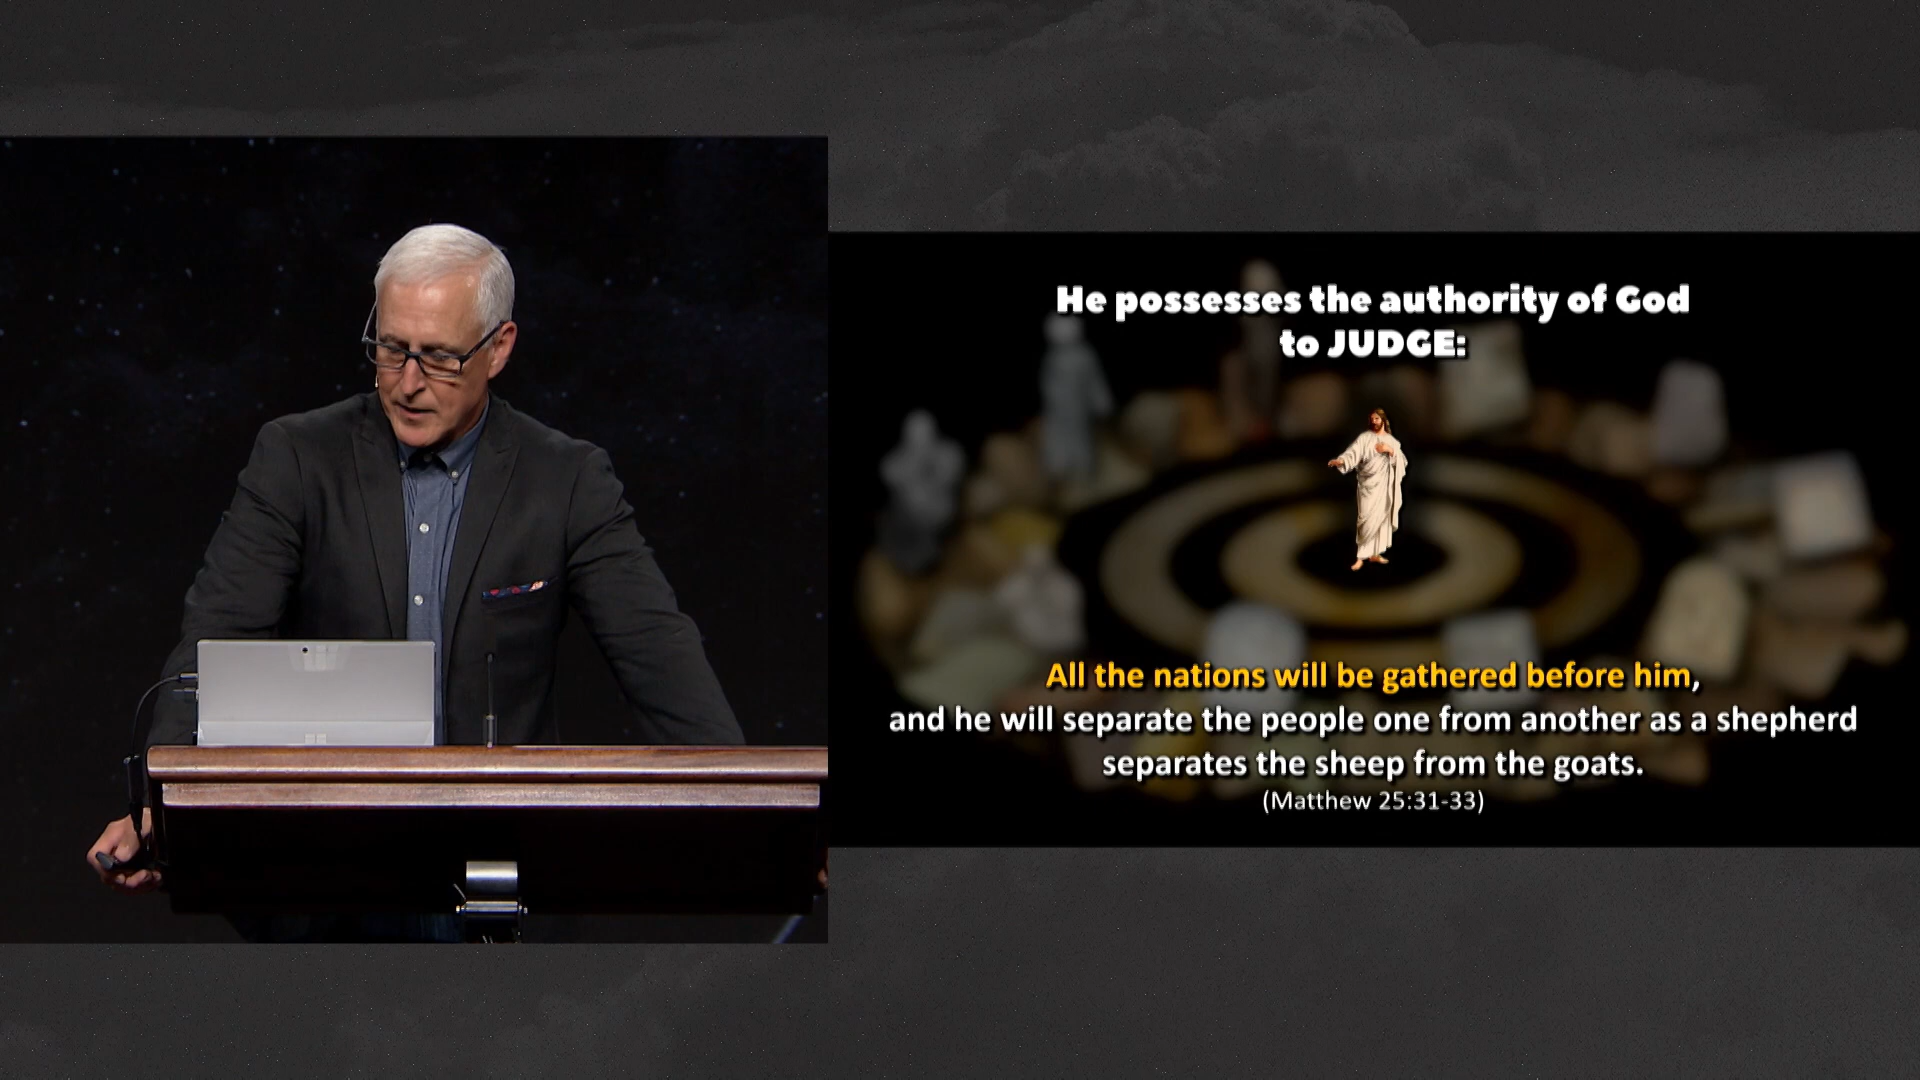 He possesses the authority of God
to JUDGE:
All the nations will be gathered before him,
and he will separate the people one from another as a shepherd
separates the sheep from the goats.
(Matthew 25:31-33)